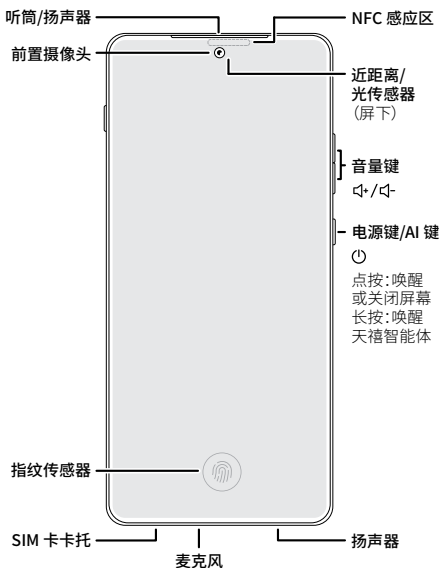 听筒/扬声器
NFC 感应区
前置摄像头
近距离/
光传感器
(屏下)
音量键
+/-
电源键/AI 键
点按:唤醒
或关闭屏幕
长按:唤醒
天禧智能体
指纹传感器
SIM 卡卡托
麦克风
扬声器